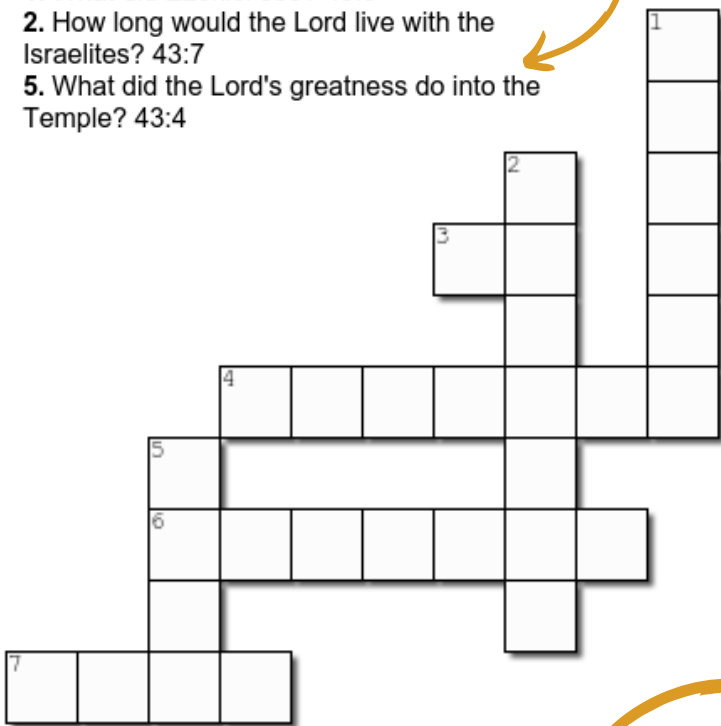 2. How long would the Lord live with the
Israelites? 43:7
5. What did the Lord's greatness do into the
Temple? 43:4
1
2
3
4
5
6
7